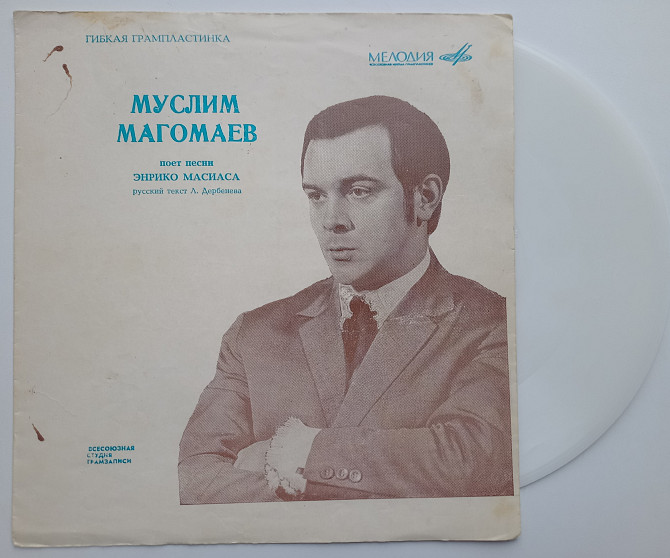 ГИБКАЯ ГРАМПЛАСТИНКА
МЕЛОДИЯ
МУСЛИМ
МАГОМАЕВ
поет песни
ЭНРИКО МАСИАСА
русский текст Л. Дербенева
ВСЕСОЮЗНАЯ
СТУДИЯ
ГРАМЗАПИСИ